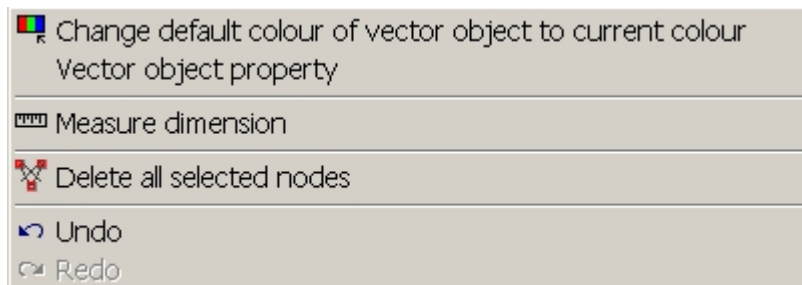 Change default colour of vector object to current colour
Vector object property
Measure dimension
Delete all selected nodes
Undo
Redo